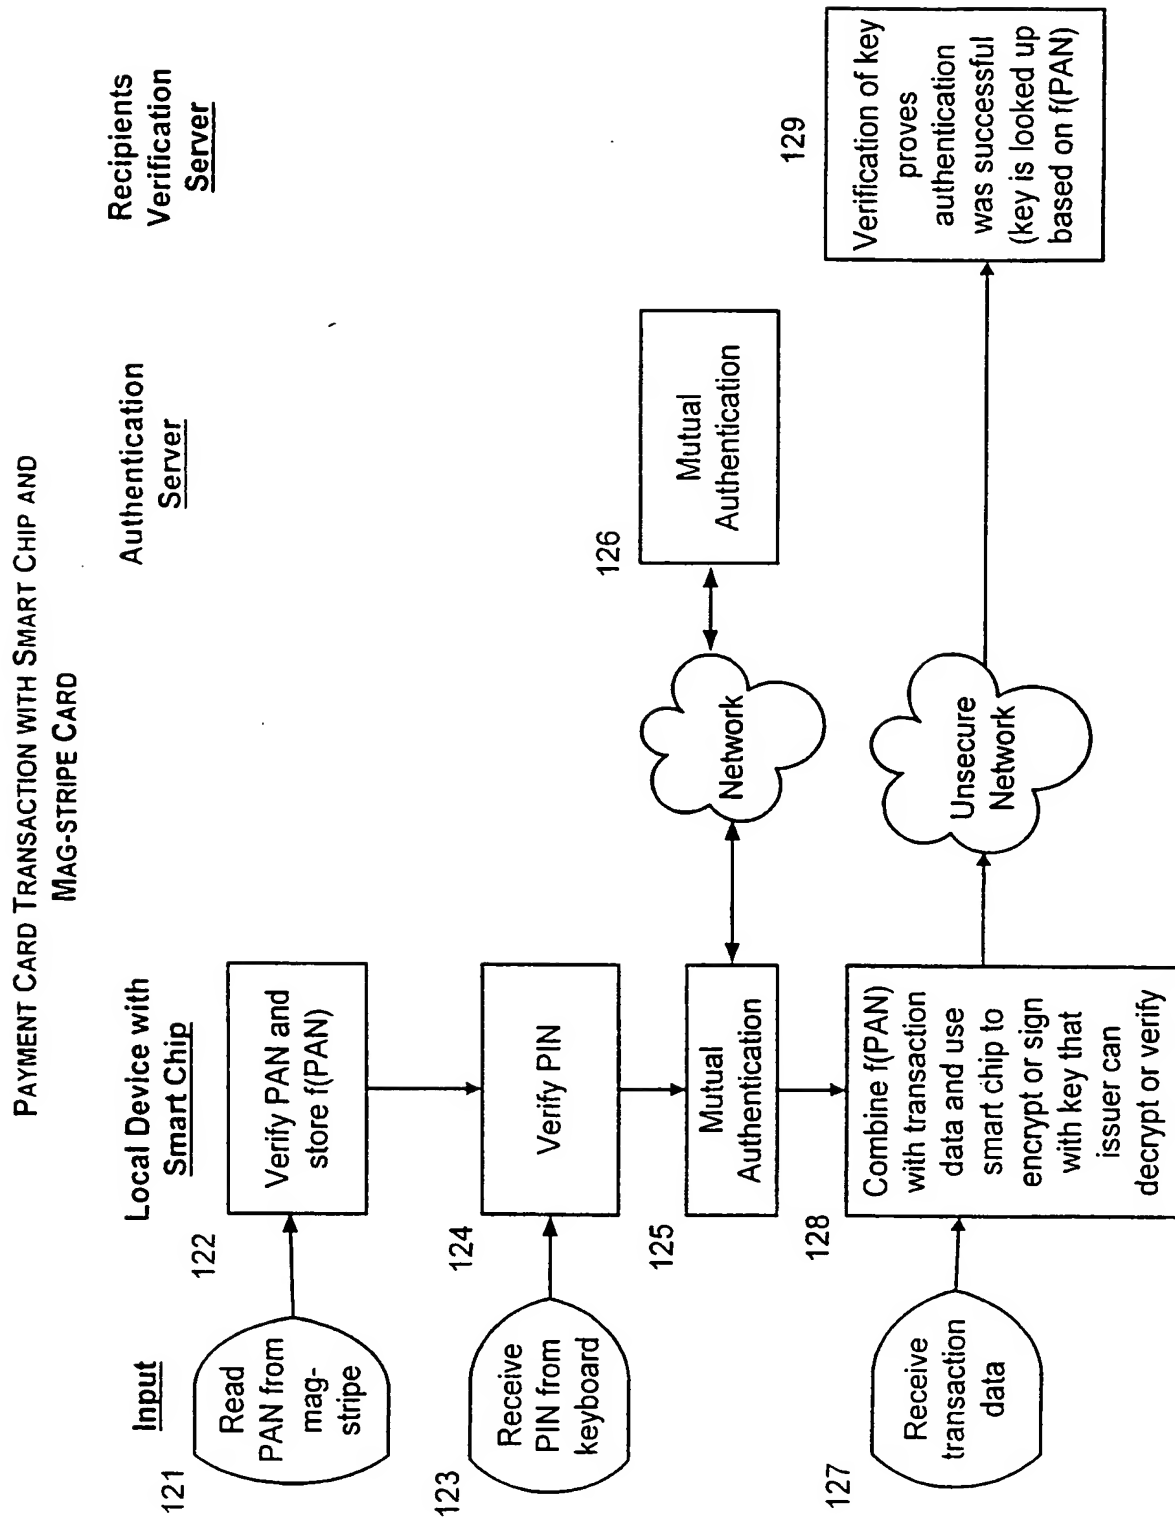 PAYMENT CARD TRANSACTION WITH SMART CHIP AND
MAG-STRIPE CARD
Input
Local Device with
Smart Chip
Authentication
Server
Recipients
Verification
Server
121
Read
PAN from
mag-
stripe
122
Verify PAN and
store f(PAN)
123
Receive
PIN from
keyboard
124
Verify PIN
125
Mutual
Authentication
Network
126
Mutual
Authentication
127
Receive
transaction
data
128
Combine f(PAN)
with transaction
data and use
smart chip to
encrypt or sign
with key that
issuer can
decrypt or verify
Unsecure
Network
129
Verification of key
proves
authentication
was successful
(key is looked up
based on f(PAN)